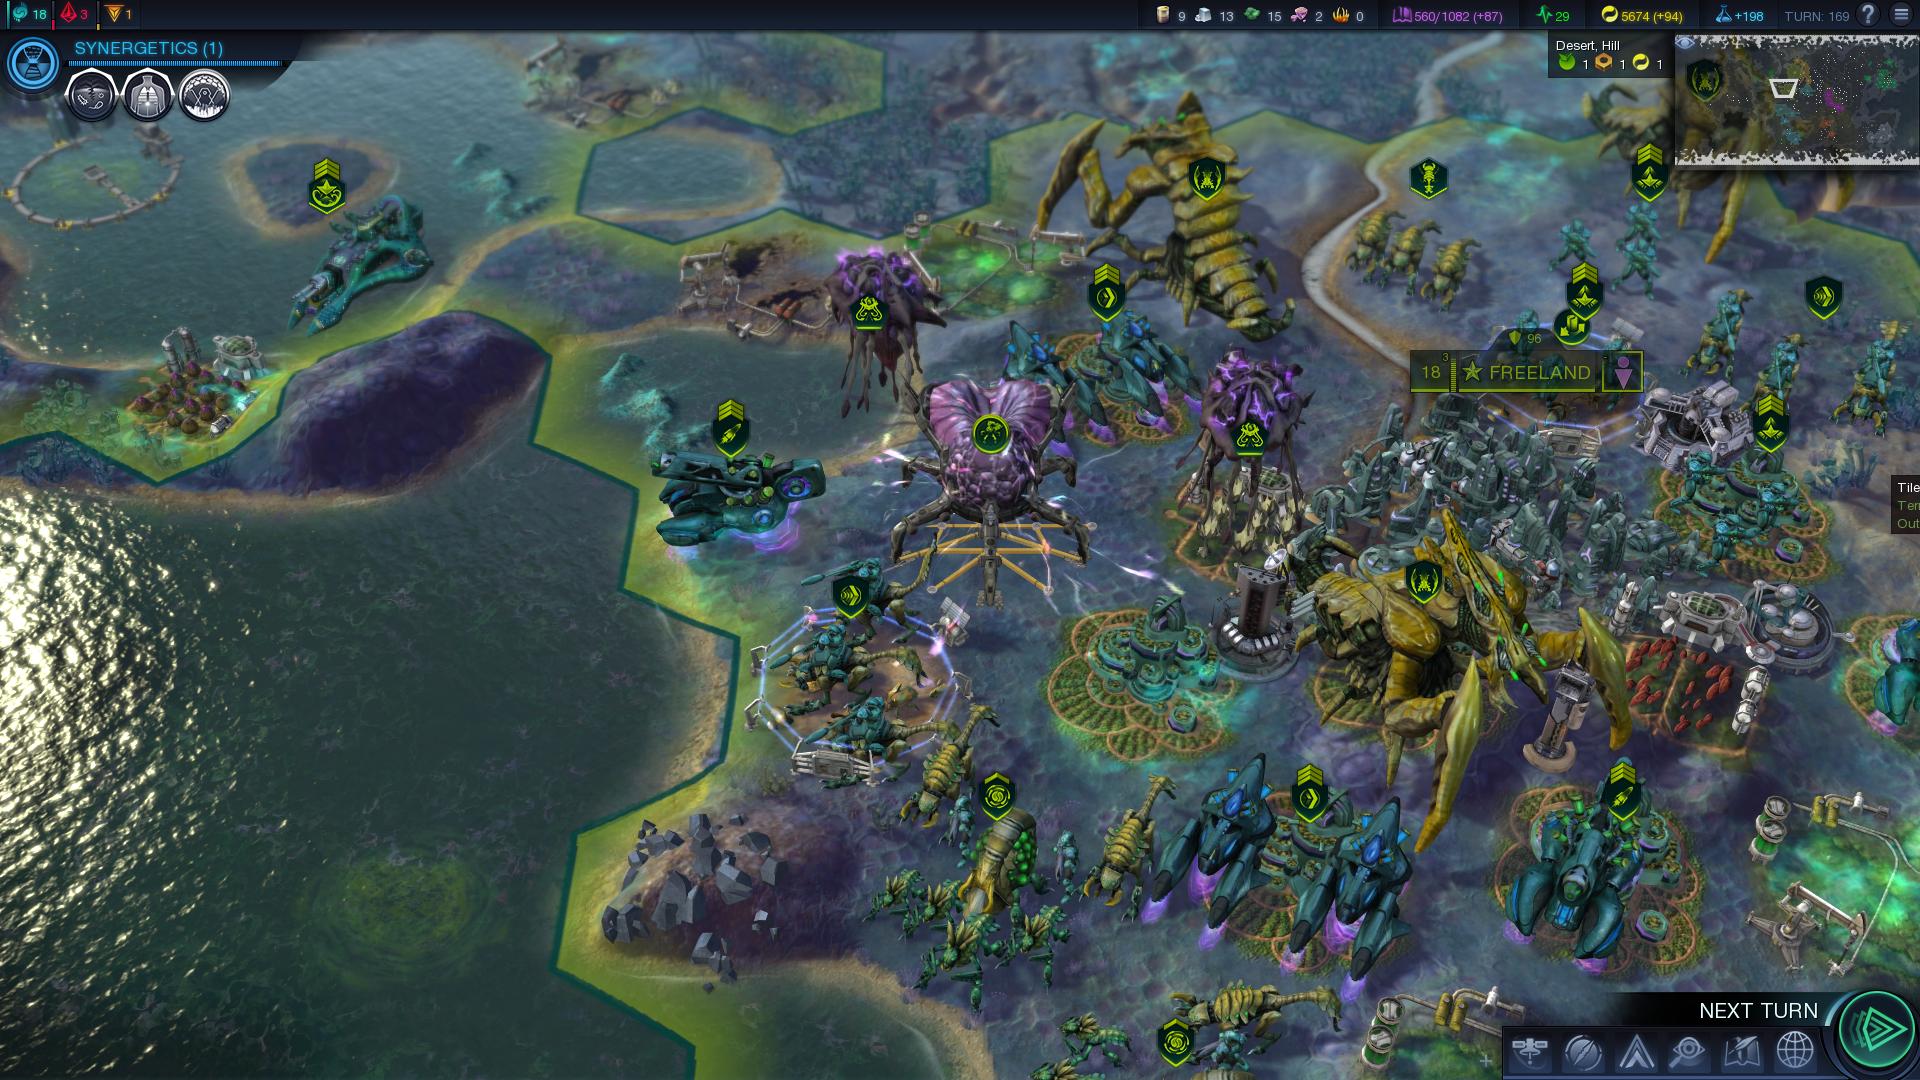 18 3 1
9 13 15 2 0 560/1082 (+87) 29 5674 (+94) +198 TURN: 169 ?
SYNERGETICS (1)
Desert, Hill
1 1 1
96
3
18 FREELAND
Tile
Out
NEXT TURN